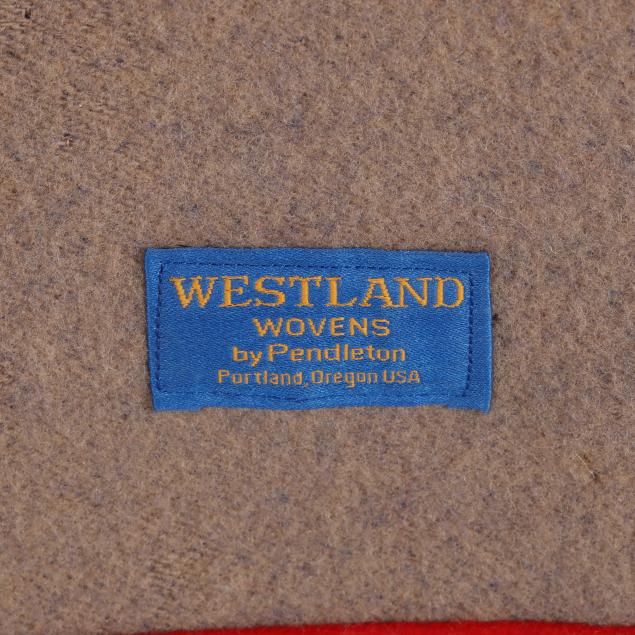 WESTLAND
WOVENS
by Pendleton
Portland, Oregon USA